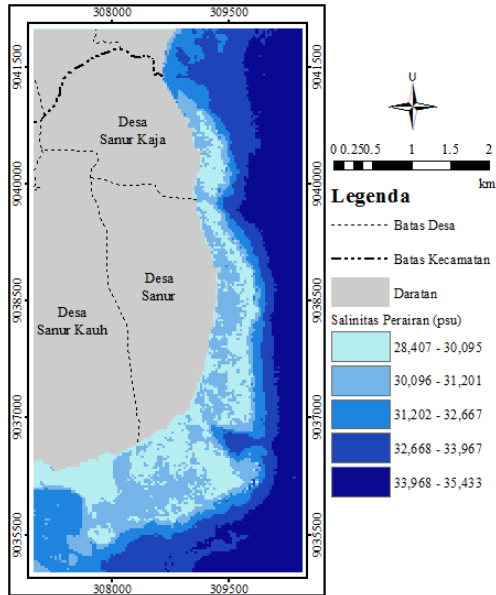 308000
309500
9041500
9040000
9038500
9037000
9035500
Desa
Sanur Kaja
Desa
Sanur
Desa
Sanur Kauh
9041500
9040000
9038500
9037000
9035500
308000
309500
U
0 0.250.5 1 1.5 2
km
Legenda
Batas Desa
Batas Kecamatan
Daratan
Salinitas Perairan (psu)
28,407 - 30,095
30,096 - 31,201
31,202 - 32,667
32,668 - 33,967
33,968 - 35,433